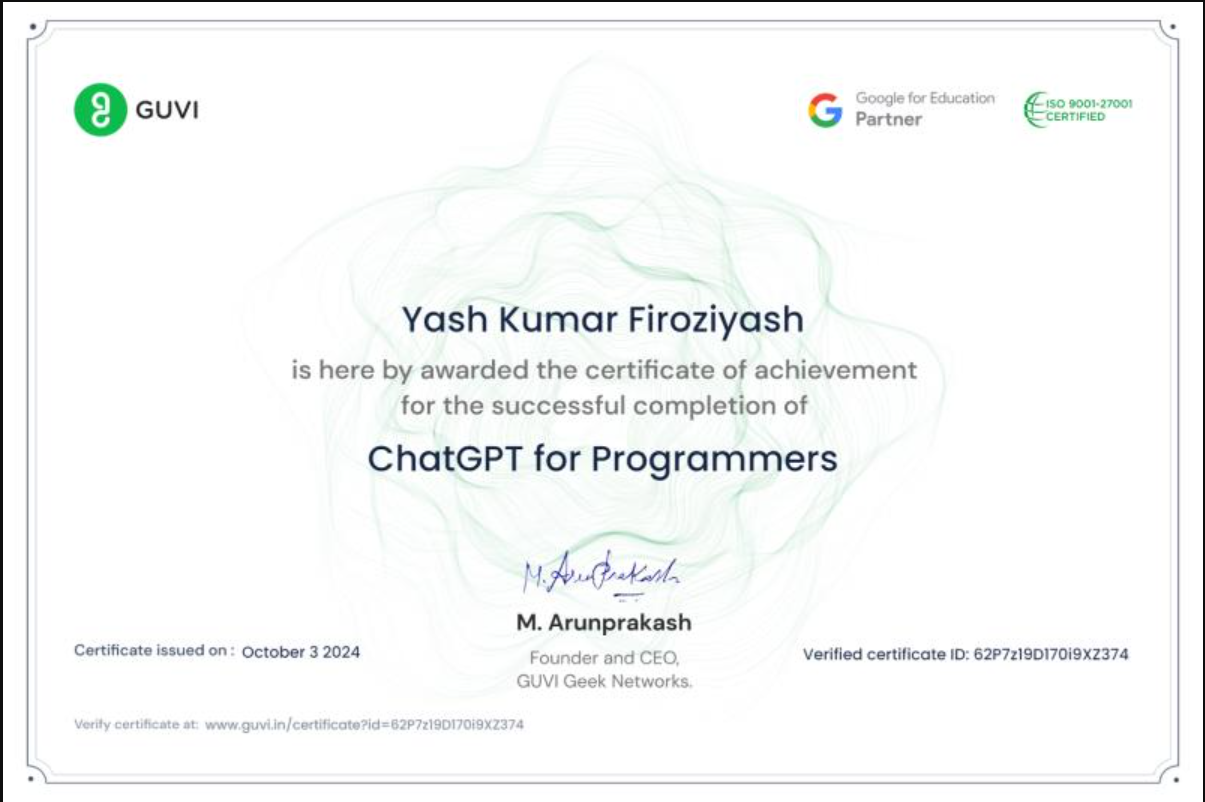 GUVI
Google for Education
Partner
ISO 9001-27001
CERTIFIED
Yash Kumar Firoziyash
is here by awarded the certificate of achievement
for the successful completion of
ChatGPT for Programmers
M. Arunprakash
M. Arunprakash
Founder and CEO,
GUVI Geek Networks.
Certificate issued on : October 3 2024
Verified certificate ID: 62P7z19D170i9XZ374
Verify certificate at: www.guvi.in/certificate?id=62P7z19D170i9XZ374